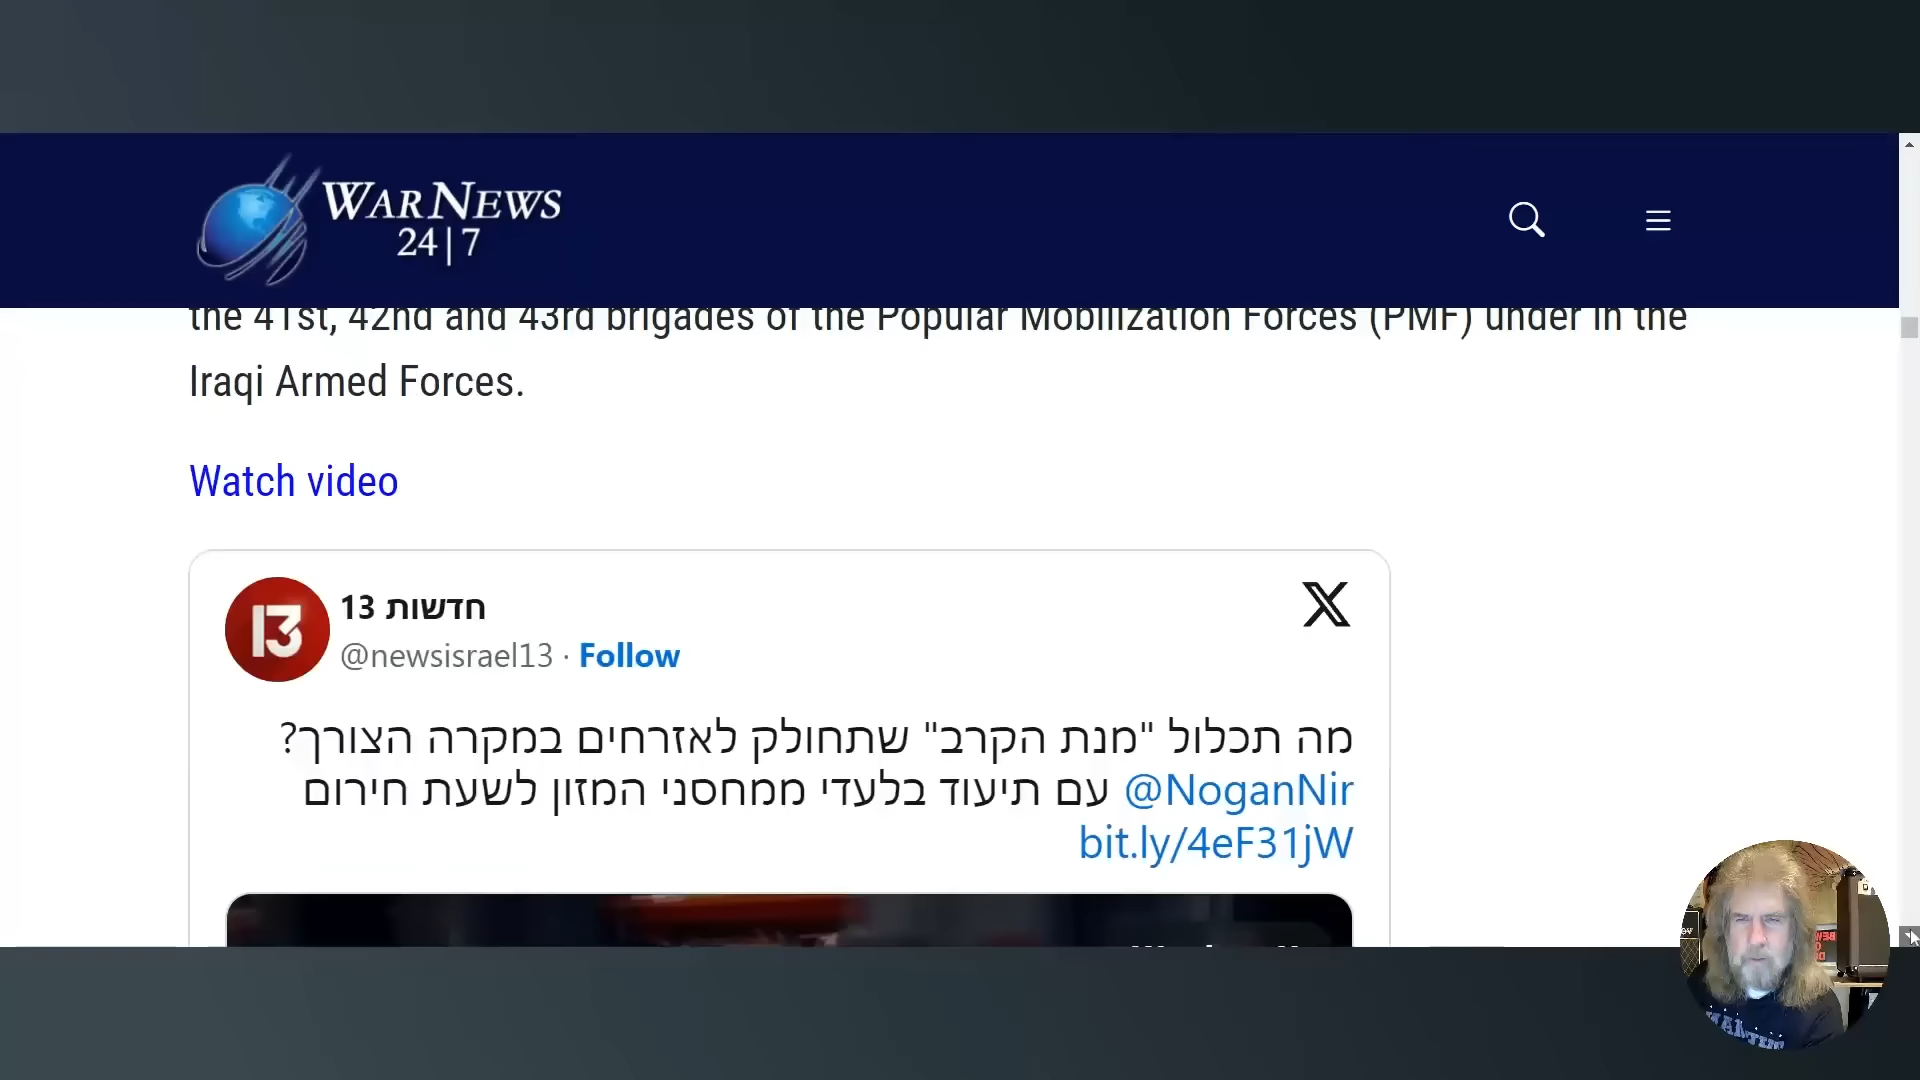 WAR NEWS
24|7
the 41st, 42nd and 43rd brigades of the Popular Mobilization Forces (PMF) under in the
Iraqi Armed Forces.
Watch video
חדשות 13
@newsisrael13 · Follow
מה תכלול "מנת הקרב" שתחולק לאזרחים במקרה הצורך?
@NoganNir עם תיעוד בלעדי ממחסני המזון לשעת חירום
bit.ly/4eF31jW